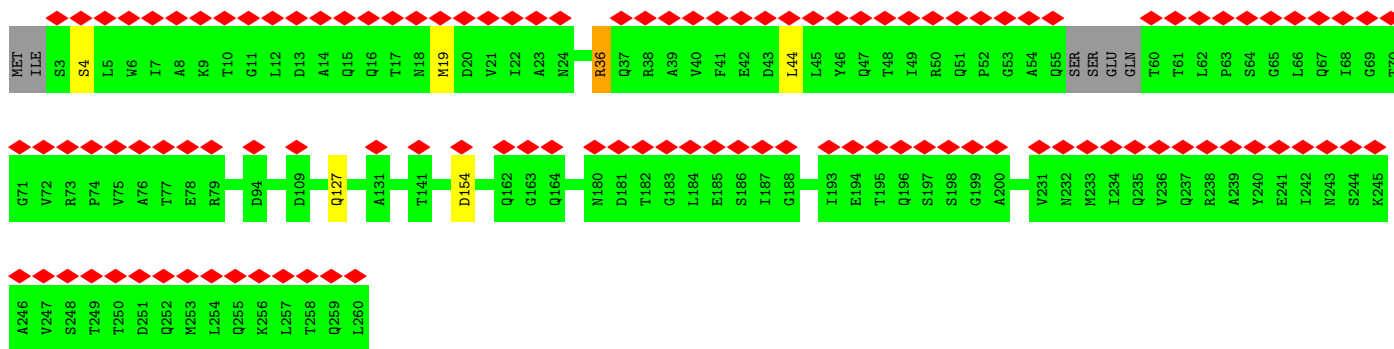 MET ILE S3 S4 L5 W6 I7 A8 K9 T10 G11 L12 D13 A14 Q15 Q16 T17 N18 M19 D20 V21 I22 A23 N24 R36 Q37 R38 A39 V40 F41 E42 D43 L44 L45 Y46 Q47 T48 I49 R50 Q51 P52 G53 A54 Q55 SER SER GLU GLN T60 T61 L62 P63 S64 G65 L66 Q67 I68 G69 T70
G71 V72 R73 P74 V75 A76 T77 E78 R79 D94 D109 Q127 A131 T141 D154 Q162 G163 Q164 N180 D181 T182 G183 L184 E185 S186 I187 G188 I193 E194 T195 Q196 S197 S198 G199 A200 V231 N232 M233 I234 Q235 V236 Q237 R238 A239 Y240 E241 I242 N243 S244 K245
A246 V247 S248 T249 T250 D251 Q252 M253 L254 Q255 K256 L257 T258 Q259 L260